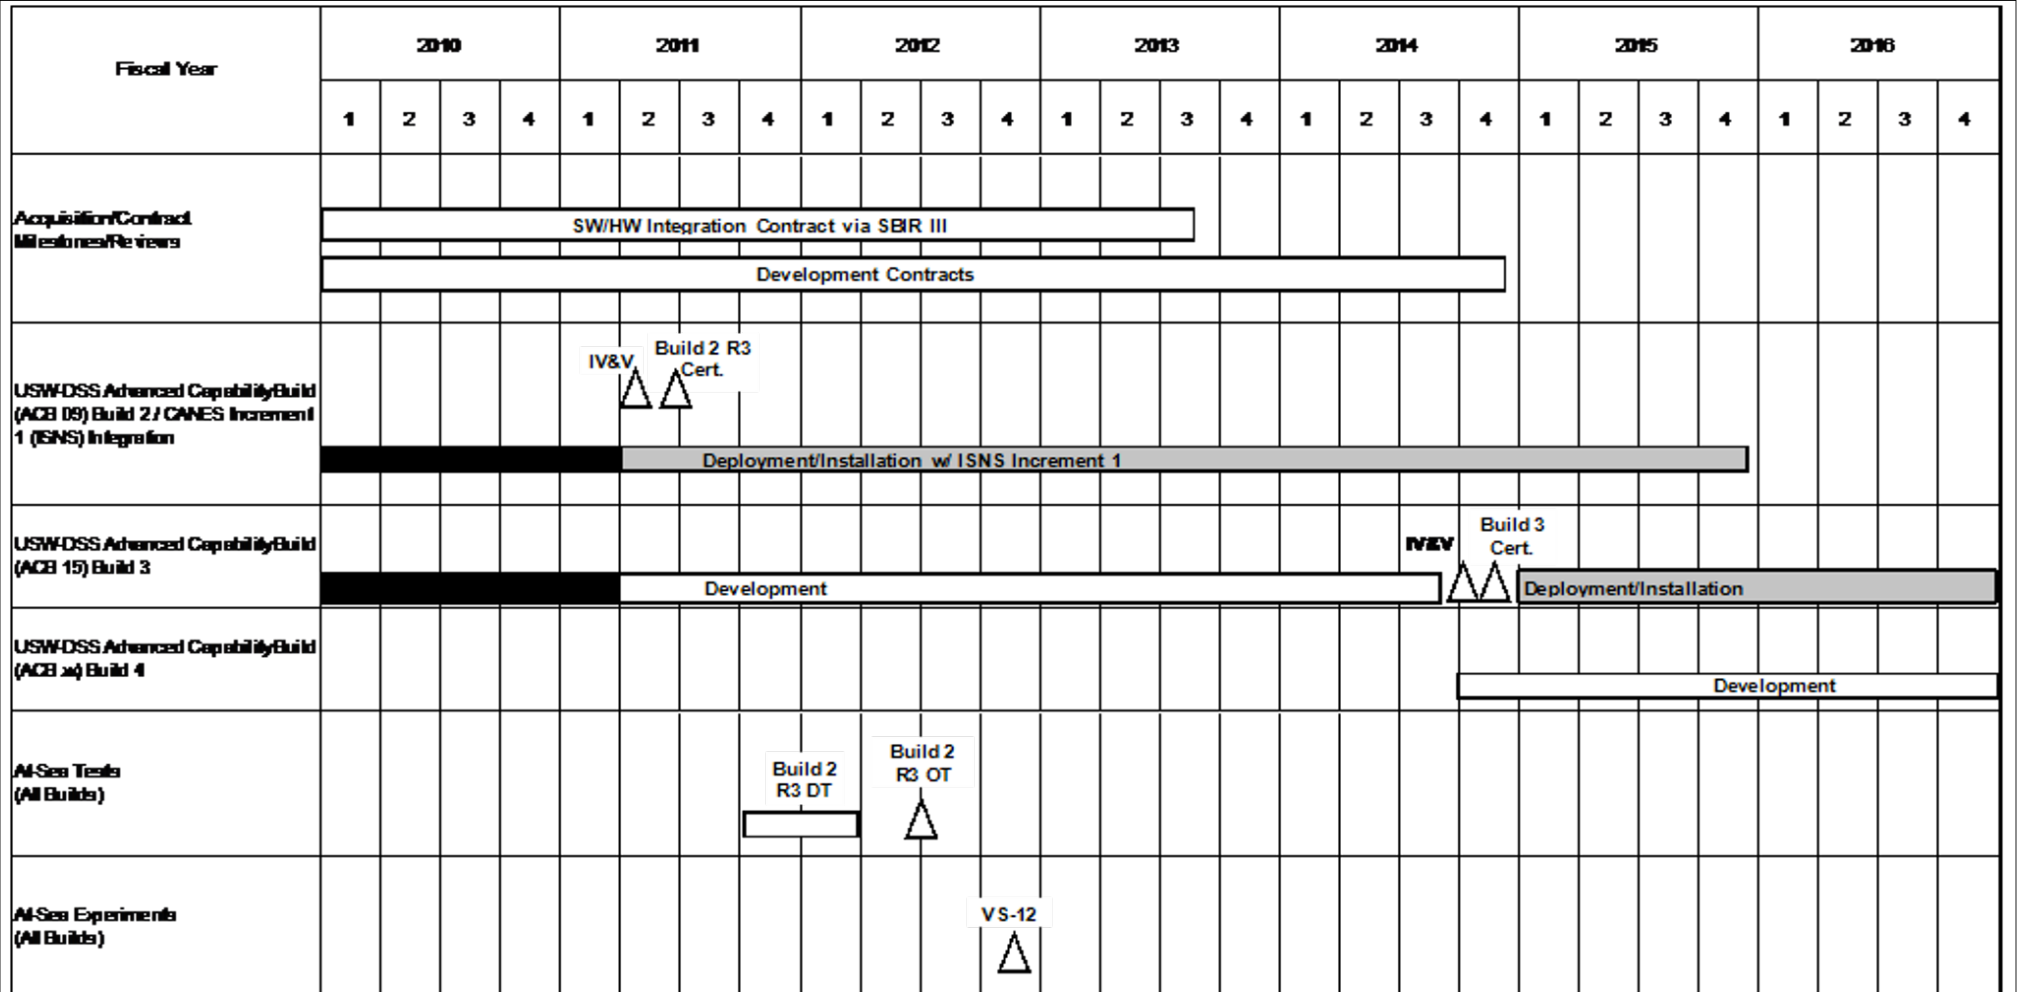 Fiscal Year
2010 2011 2012 2013 2014 2015 2016
1 2 3 4 1 2 3 4 1 2 3 4 1 2 3 4 1 2 3 4 1 2 3 4 1 2 3 4
Acquisition/Contract
Milestones/Reviews
SW/HW Integration Contract via SBIR III
Development Contracts
USW-DSS Advanced Capability Build
(ACB 09) Build 2 / CANES Increment
1 (ISNS) Integration
IV&V
Build 2 R3
Cert.
Deployment/Installation w/ ISNS Increment 1
USW-DSS Advanced Capability Build
(ACB 15) Build 3
Development
IV&V
Build 3
Cert.
Deployment/Installation
USW-DSS Advanced Capability Build
(ACB xx) Build 4
Development
At-Sea Tests
(All Builds)
Build 2
R3 DT
Build 2
R3 OT
At-Sea Experiments
(All Builds)
VS-12